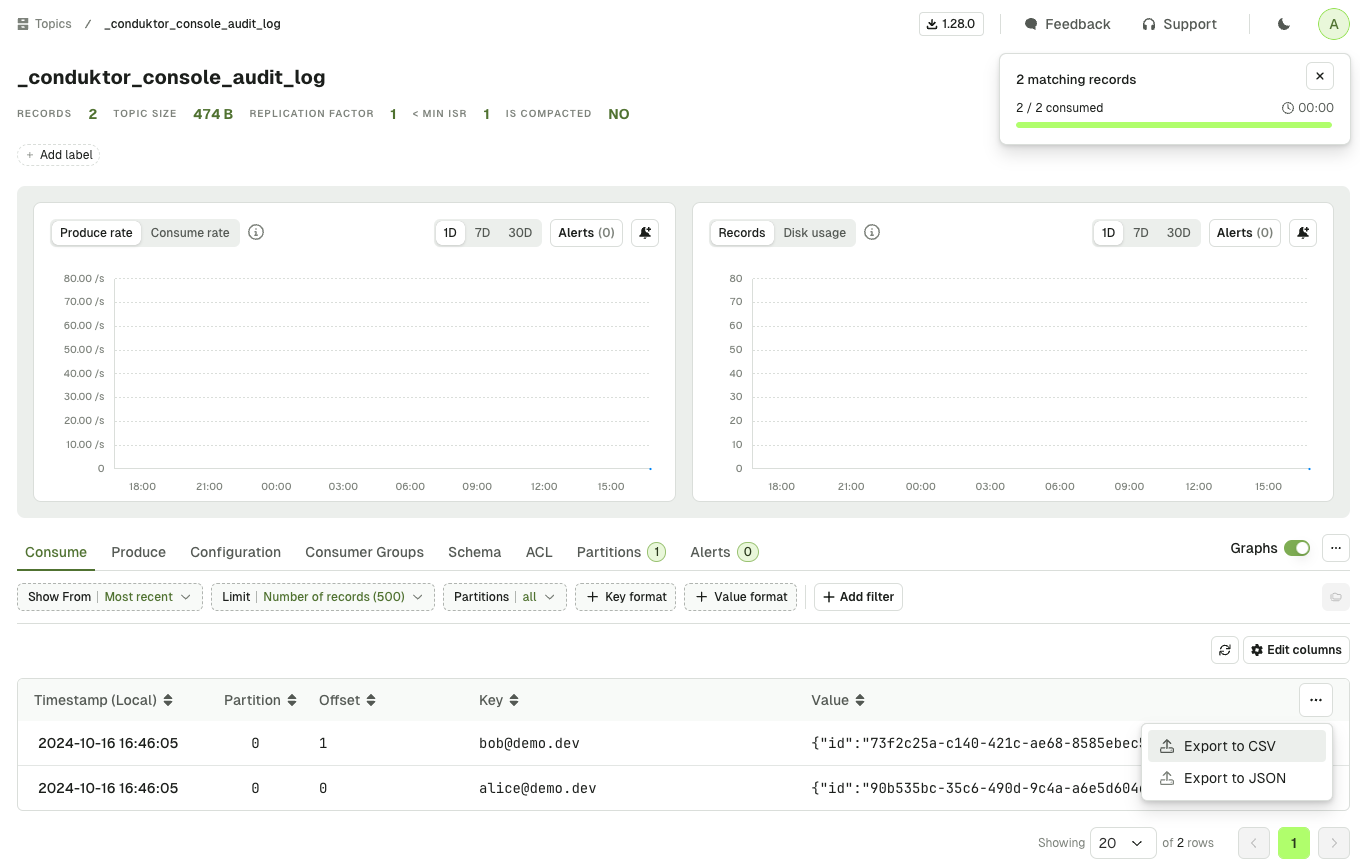 Topics / _conduktor_console_audit_log 1.28.0 Feedback Support A
_conduktor_console_audit_log
2 matching records
2 / 2 consumed 00:00
RECORDS 2 TOPIC SIZE 474 B REPLICATION FACTOR 1 < MIN ISR 1 IS COMPACTED NO
+ Add label
Produce rate Consume rate 1D 7D 30D Alerts (0)
80.00 /s
70.00 /s
60.00 /s
50.00 /s
40.00 /s
30.00 /s
20.00 /s
10.00 /s
0
18:00 21:00 00:00 03:00 06:00 09:00 12:00 15:00
Records Disk usage 1D 7D 30D Alerts (0)
80
70
60
50
40
30
20
10
0
18:00 21:00 00:00 03:00 06:00 09:00 12:00 15:00
Consume Produce Configuration Consumer Groups Schema ACL Partitions 1 Alerts 0 Graphs
Show From Most recent Limit Number of records (500) Partitions all + Key format + Value format + Add filter
Edit columns
Timestamp (Local) Partition Offset Key Value
2024-10-16 16:46:05 0 1 bob@demo.dev {"id":"73f2c25a-c140-421c-ae68-8585ebec
2024-10-16 16:46:05 0 0 alice@demo.dev {"id":"90b535bc-35c6-490d-9c4a-a6e5d604
Export to CSV
Export to JSON
Showing 20 of 2 rows 1